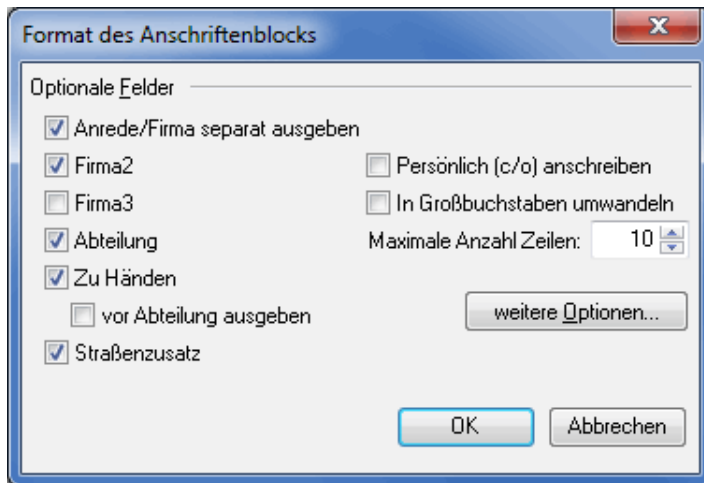 Format des Anschriftenblocks
Optionale Felder
Anrede/Firma separat ausgeben
Firma2
Persönlich (c/o) anschreiben
Firma3
In Großbuchstaben umwandeln
Abteilung
Maximale Anzahl Zeilen: 10
Zu Händen
vor Abteilung ausgeben
weitere Optionen...
Straßenzusatz
OK
Abbrechen